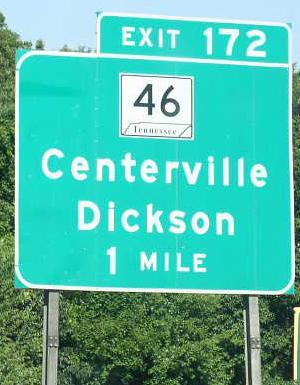 EXIT 172
46
Tennessee
Centerville
Dickson
1 MILE